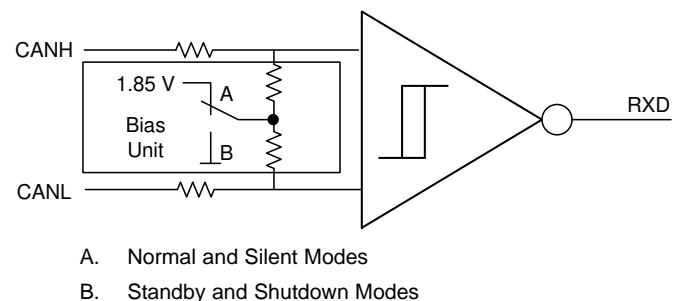 CANH
1.85 V
A
RXD
Bias
Unit
B
CANL
A. Normal and Silent Modes
B. Standby and Shutdown Modes